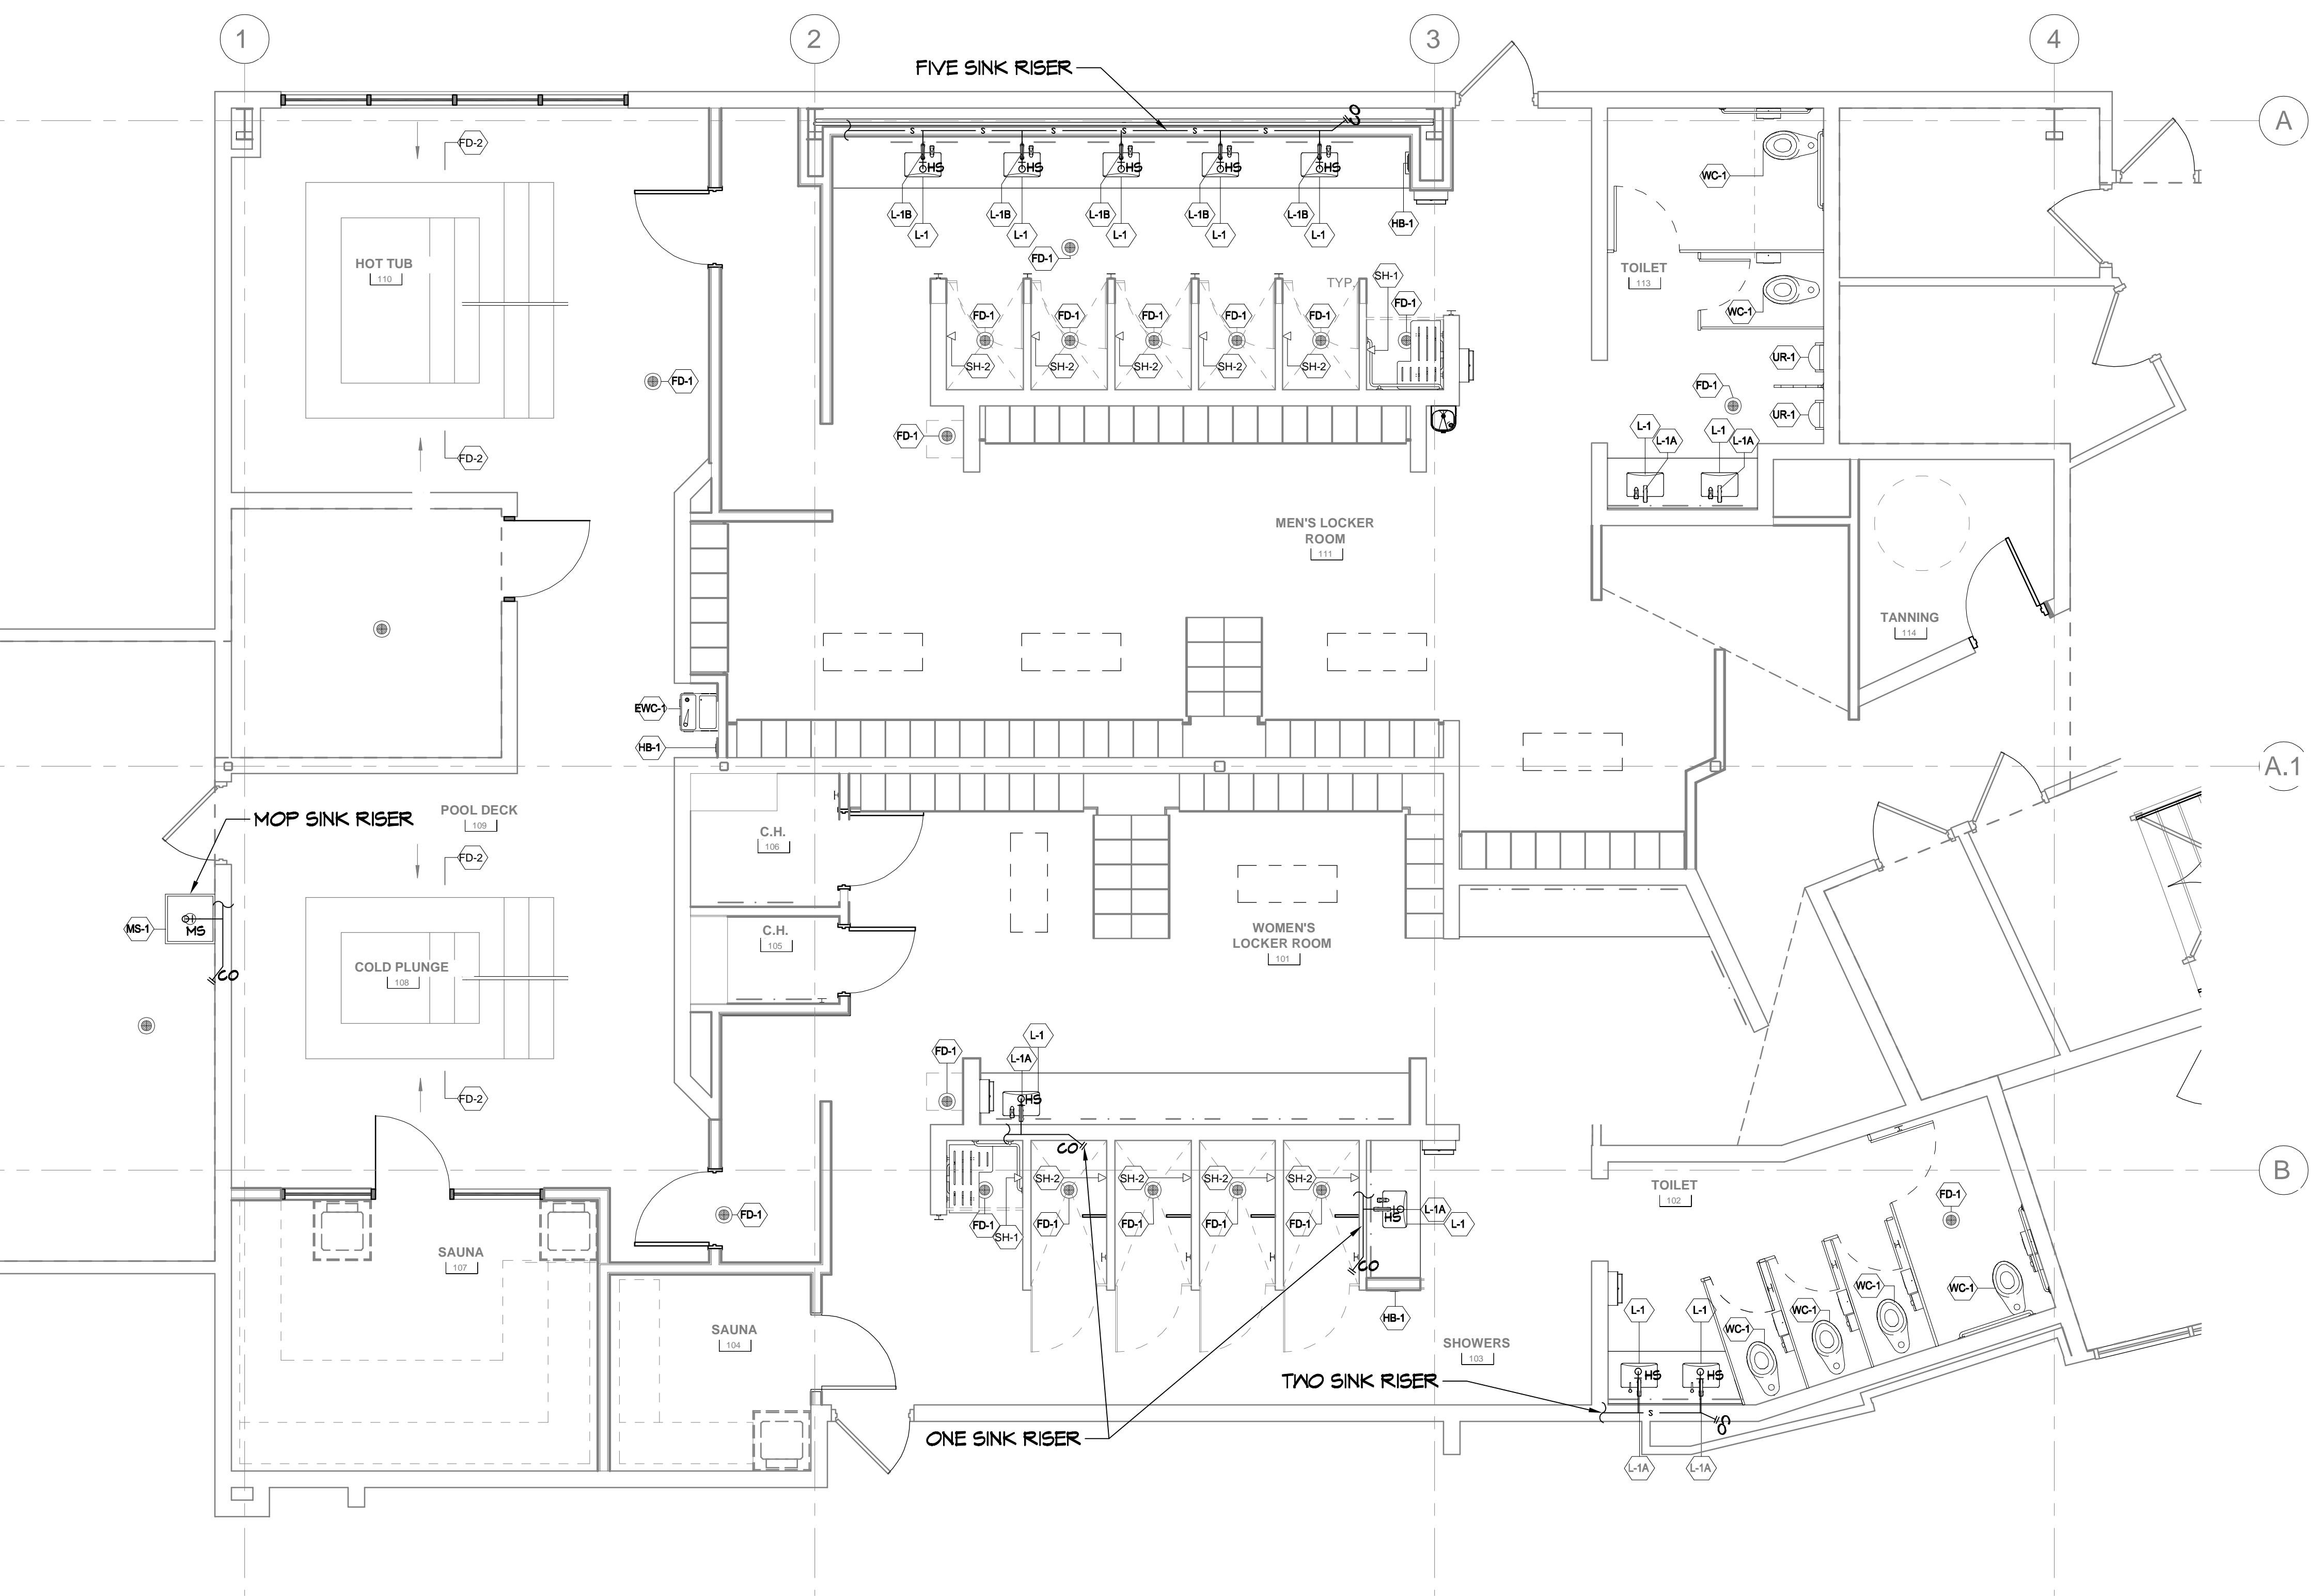 1
2
3
4
A
A.1
B
FIVE SINK RISER
CO
S S S S S S
HS HS HS HS HS
L-1B L-1B L-1B L-1B L-1B
L-1 L-1 L-1 L-1 L-1
HB-1
FD-2
HOT TUB
110
FD-2
FD-1
FD-1
TYP.
SH-1
FD-1 FD-1 FD-1 FD-1 FD-1 FD-1
SH-2 SH-2 SH-2 SH-2 SH-2
FD-1
WC-1
TOILET
113
WC-1
UR-1
FD-1
UR-1
L-1
L-1A
L-1
L-1A
MEN'S LOCKER
ROOM
111
TANNING
114
EWC-1
HB-1
MOP SINK RISER
POOL DECK
109
FD-2
MS-1
MS
CO
COLD PLUNGE
108
FD-2
C.H.
106
C.H.
105
WOMEN'S
LOCKER ROOM
101
FD-1
L-1
L-1A
HS
CO
SH-2 SH-2 SH-2 SH-2
FD-1
SH-1
FD-1 FD-1 FD-1 FD-1
HS
L-1A
L-1
CO
HB-1
FD-1
SAUNA
107
SAUNA
104
SHOWERS
103
TOILET
102
FD-1
WC-1
WC-1
WC-1
WC-1
L-1 L-1
HS HS
TWO SINK RISER
S
CO
ONE SINK RISER
L-1A L-1A